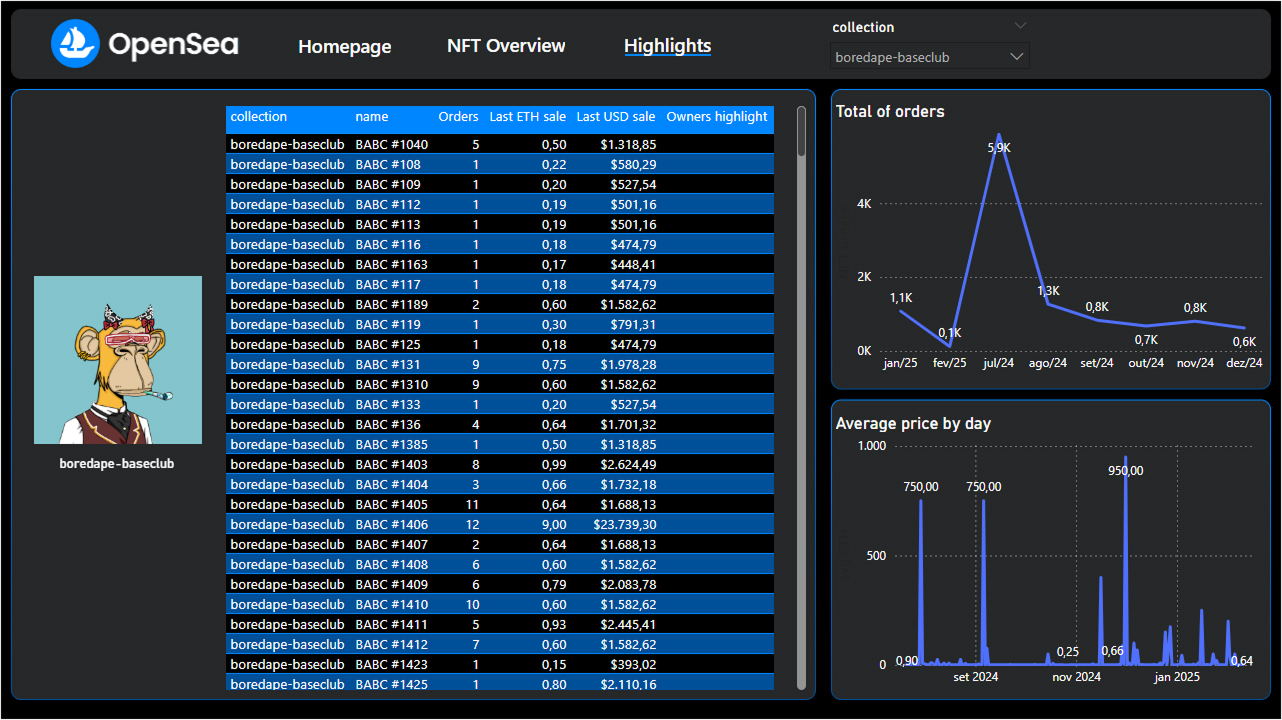 OpenSea Homepage NFT Overview Highlights
collection
boredape-baseclub
boredape-baseclub
collection name Orders Last ETH sale Last USD sale Owners highlight
boredape-baseclub BABC #1040 5 0,50 $1.318,85
boredape-baseclub BABC #108 1 0,22 $580,29
boredape-baseclub BABC #109 1 0,20 $527,54
boredape-baseclub BABC #112 1 0,19 $501,16
boredape-baseclub BABC #113 1 0,19 $501,16
boredape-baseclub BABC #116 1 0,18 $474,79
boredape-baseclub BABC #1163 1 0,17 $448,41
boredape-baseclub BABC #117 1 0,18 $474,79
boredape-baseclub BABC #1189 2 0,60 $1.582,62
boredape-baseclub BABC #119 1 0,30 $791,31
boredape-baseclub BABC #125 1 0,18 $474,79
boredape-baseclub BABC #131 9 0,75 $1.978,28
boredape-baseclub BABC #1310 9 0,60 $1.582,62
boredape-baseclub BABC #133 1 0,20 $527,54
boredape-baseclub BABC #136 4 0,64 $1.701,32
boredape-baseclub BABC #1385 1 0,50 $1.318,85
boredape-baseclub BABC #1403 8 0,99 $2.624,49
boredape-baseclub BABC #1404 3 0,66 $1.732,18
boredape-baseclub BABC #1405 11 0,64 $1.688,13
boredape-baseclub BABC #1406 12 9,00 $23.739,30
boredape-baseclub BABC #1407 2 0,64 $1.688,13
boredape-baseclub BABC #1408 6 0,60 $1.582,62
boredape-baseclub BABC #1409 6 0,79 $2.083,78
boredape-baseclub BABC #1410 10 0,60 $1.582,62
boredape-baseclub BABC #1411 5 0,93 $2.445,41
boredape-baseclub BABC #1412 7 0,60 $1.582,62
boredape-baseclub BABC #1423 1 0,15 $393,02
boredape-baseclub BABC #1425 1 0,80 $2.110,16
Total of orders
5,9K
4K
2K
1,1K 0,1K 1,3K 0,8K 0,7K 0,8K 0,6K
0K
jan/25 fev/25 jul/24 ago/24 set/24 out/24 nov/24 dez/24
Average price by day
1.000
750,00 750,00 950,00
500
0,90 0,25 0,66 0,64
0
set 2024 nov 2024 jan 2025